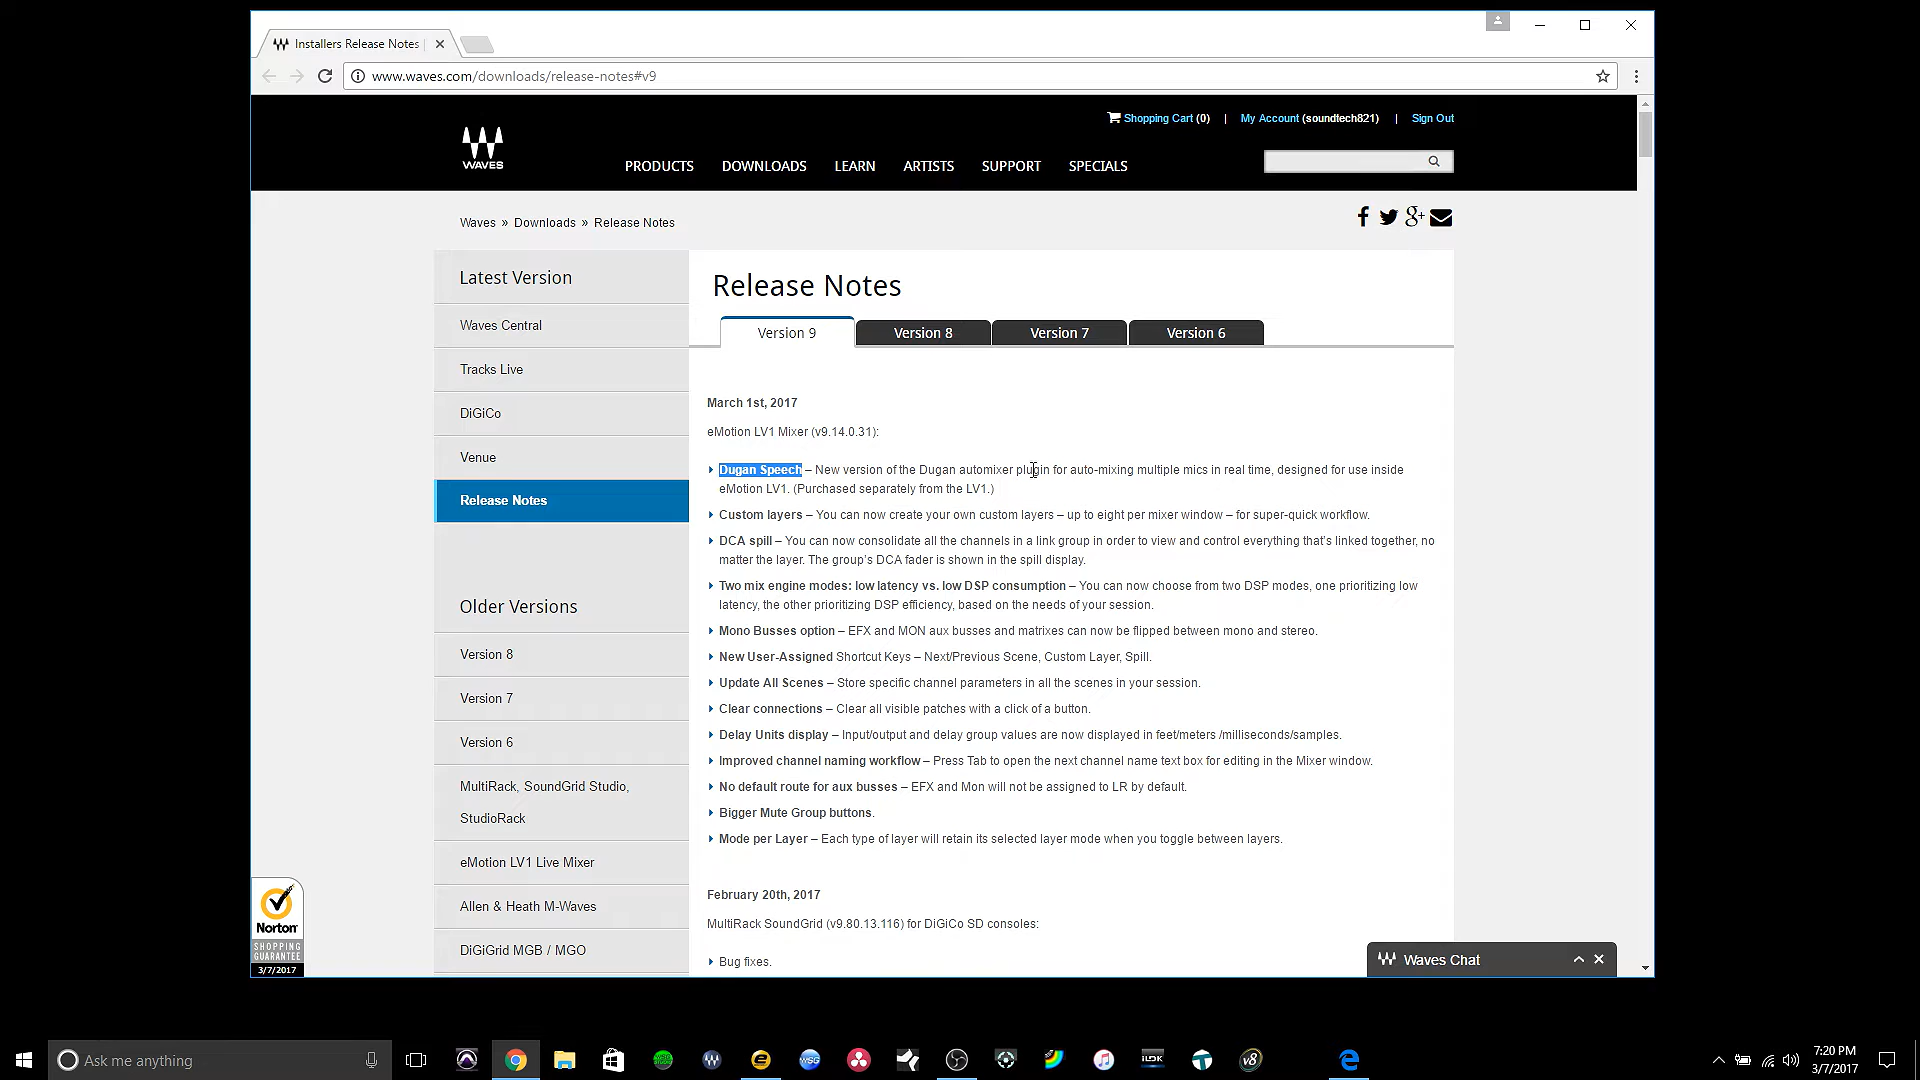 Installers Release Notes
www.waves.com/downloads/release-notes#v9
Shopping Cart (0) | My Account (soundtech821) | Sign Out
WAVES
PRODUCTS DOWNLOADS LEARN ARTISTS SUPPORT SPECIALS
Waves » Downloads » Release Notes
Latest Version
Waves Central
Tracks Live
DiGiCo
Venue
Release Notes
Older Versions
Version 8
Version 7
Version 6
MultiRack, SoundGrid Studio,
StudioRack
eMotion LV1 Live Mixer
Allen & Heath M-Waves
DiGiGrid MGB / MGO
Release Notes
Version 9 Version 8 Version 7 Version 6
March 1st, 2017
eMotion LV1 Mixer (v9.14.0.31):
Dugan Speech – New version of the Dugan automixer plugin for auto-mixing multiple mics in real time, designed for use inside
eMotion LV1. (Purchased separately from the LV1.)
Custom layers – You can now create your own custom layers – up to eight per mixer window – for super-quick workflow.
DCA spill – You can now consolidate all the channels in a link group in order to view and control everything that's linked together, no
matter the layer. The group's DCA fader is shown in the spill display.
Two mix engine modes: low latency vs. low DSP consumption – You can now choose from two DSP modes, one prioritizing low
latency, the other prioritizing DSP efficiency, based on the needs of your session.
Mono Busses option – EFX and MON aux busses and matrixes can now be flipped between mono and stereo.
New User-Assigned Shortcut Keys – Next/Previous Scene, Custom Layer, Spill.
Update All Scenes – Store specific channel parameters in all the scenes in your session.
Clear connections – Clear all visible patches with a click of a button.
Delay Units display – Input/output and delay group values are now displayed in feet/meters /milliseconds/samples.
Improved channel naming workflow – Press Tab to open the next channel name text box for editing in the Mixer window.
No default route for aux busses – EFX and Mon will not be assigned to LR by default.
Bigger Mute Group buttons.
Mode per Layer – Each type of layer will retain its selected layer mode when you toggle between layers.
February 20th, 2017
MultiRack SoundGrid (v9.80.13.116) for DiGiCo SD consoles:
Bug fixes.
Norton
SHOPPING
GUARANTEE
3/7/2017
Waves Chat
Ask me anything
WSG
iLOK
v8
7:20 PM
3/7/2017